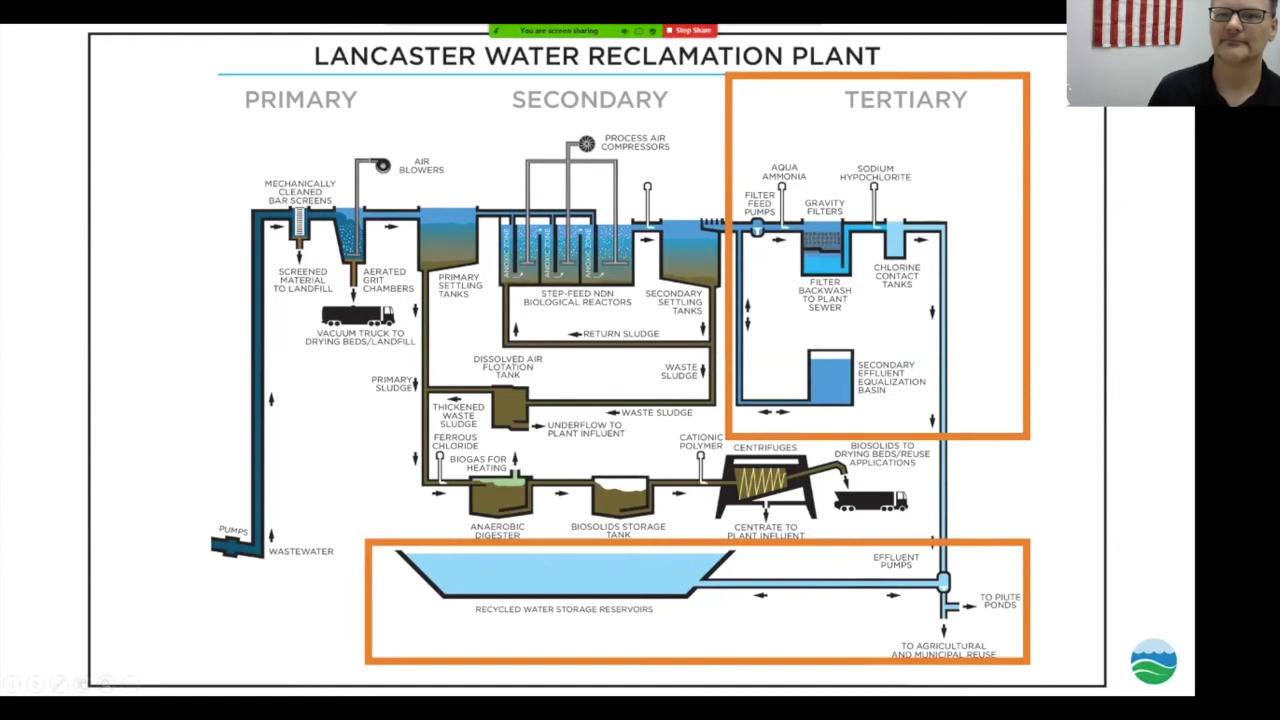 You are screen sharing
Stop Share
LANCASTER WATER RECLAMATION PLANT
PRIMARY
SECONDARY
TERTIARY
PROCESS AIR
COMPRESSORS
AIR
BLOWERS
MECHANICALLY
CLEANED
BAR SCREENS
AQUA
AMMONIA
SODIUM
HYPOCHLORITE
FILTER
FEED
PUMPS
GRAVITY
FILTERS
ANOXIC ZONE
ANOXIC ZONE
ANOXIC ZONE
SCREENED
MATERIAL
TO LANDFILL
AERATED
GRIT
CHAMBERS
PRIMARY
SETTLING
TANKS
STEP-FEED NDN
BIOLOGICAL REACTORS
SECONDARY
SETTLING
TANKS
FILTER
BACKWASH
TO PLANT
SEWER
CHLORINE
CONTACT
TANKS
VACUUM TRUCK TO
DRYING BEDS/LANDFILL
RETURN SLUDGE
DISSOLVED AIR
FLOTATION
TANK
WASTE
SLUDGE
SECONDARY
EFFLUENT
EQUALIZATION
BASIN
PRIMARY
SLUDGE
THICKENED
WASTE
SLUDGE
WASTE SLUDGE
UNDERFLOW TO
PLANT INFLUENT
FERROUS
CHLORIDE
BIOGAS FOR
HEATING
CATIONIC
POLYMER
CENTRIFUGES
BIOSOLIDS TO
DRYING BEDS/REUSE
APPLICATIONS
ANAEROBIC
DIGESTER
BIOSOLIDS STORAGE
TANK
CENTRATE TO
PLANT INFLUENT
PUMPS
WASTEWATER
EFFLUENT
PUMPS
RECYCLED WATER STORAGE RESERVOIRS
TO PIUTE
PONDS
TO AGRICULTURAL
AND MUNICIPAL REUSE